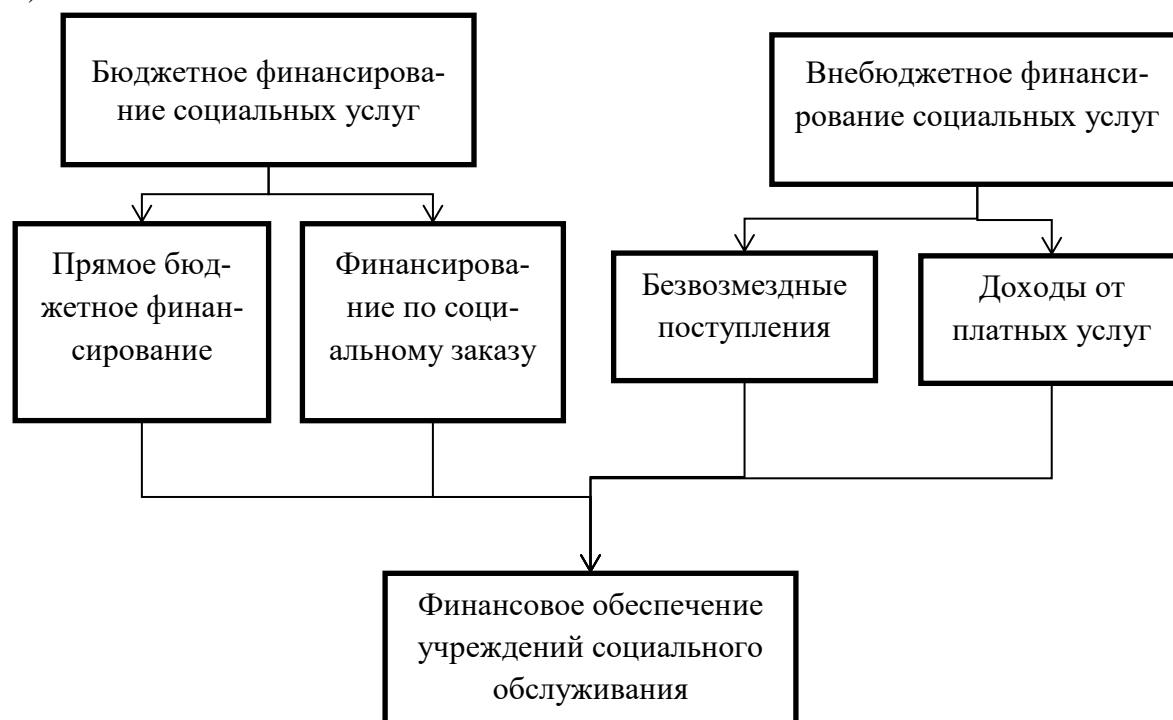 Бюджетное финансирова-
ние социальных услуг
Внебюджетное финанси-
рование социальных услуг
Прямое бюд-
жетное финан-
сирование
Финансирова-
ние по соци-
альному заказу
Безвозмездные
поступления
Доходы от
платных услуг
Финансовое обеспечение
учреждений социального
обслуживания